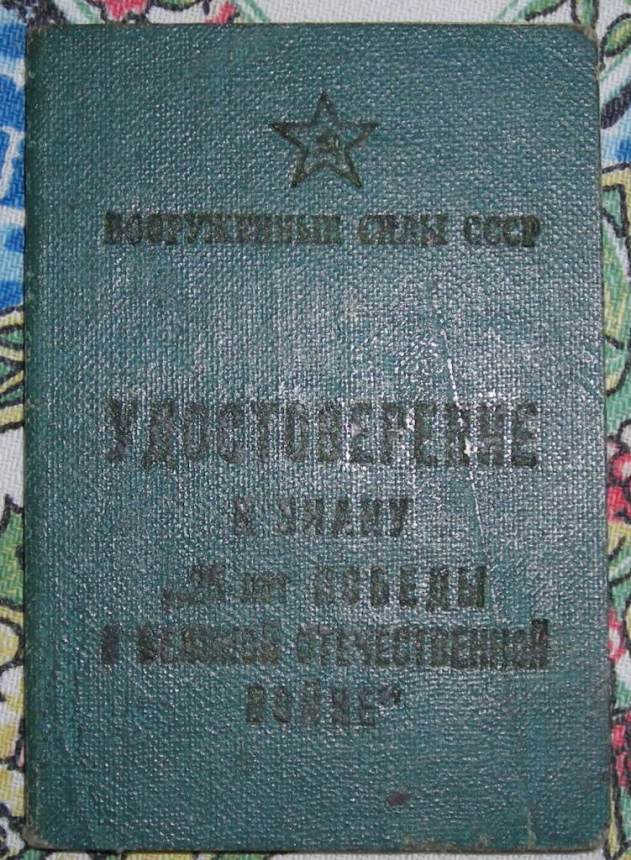 ВООРУЖЕННЫЕ СИЛЫ СССР
УДОСТОВЕРЕНИЕ
К ЗНАКУ
„25 лет ПОБЕДЫ
В ВЕЛИКОЙ ОТЕЧЕСТВЕННОЙ
ВОЙНЕ“